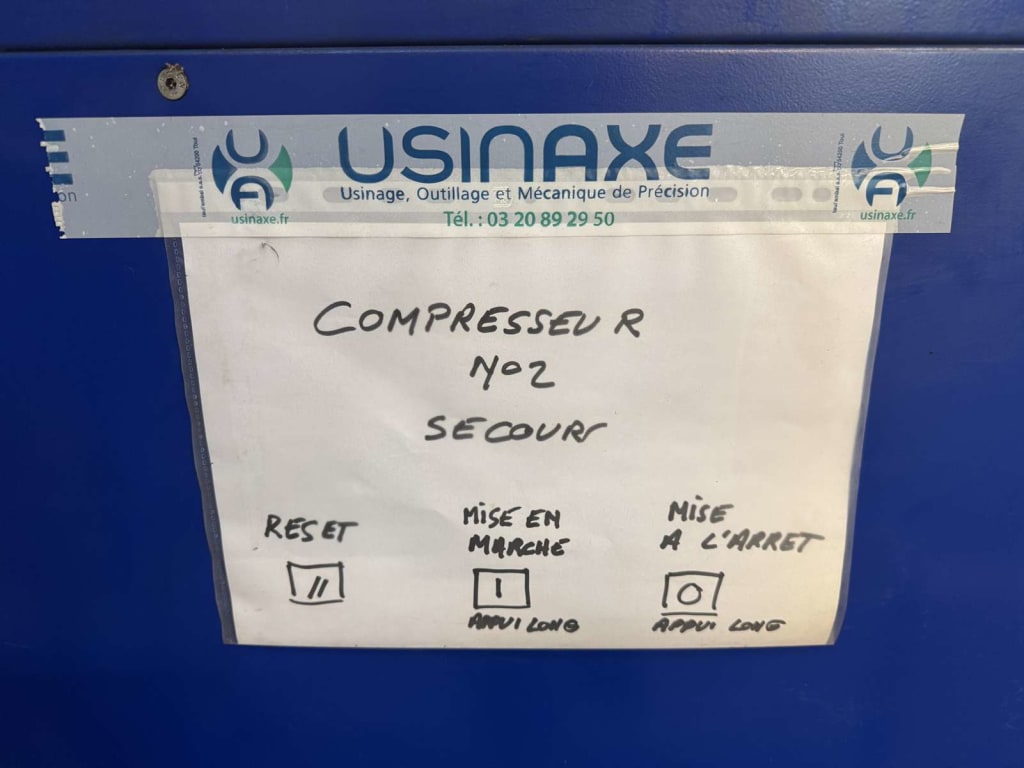 USINAXE
Usinage, Outillage et Mécanique de Précision
Tél. : 03 20 89 29 50
usinaxe.fr
usinaxe.fr
on
COMPRESSEUR
N°2
SECOURS
RESET
MISE EN
MARCHE
MISE
A L'ARRET
//
I
O
APPUI LONG
APPUI LONG